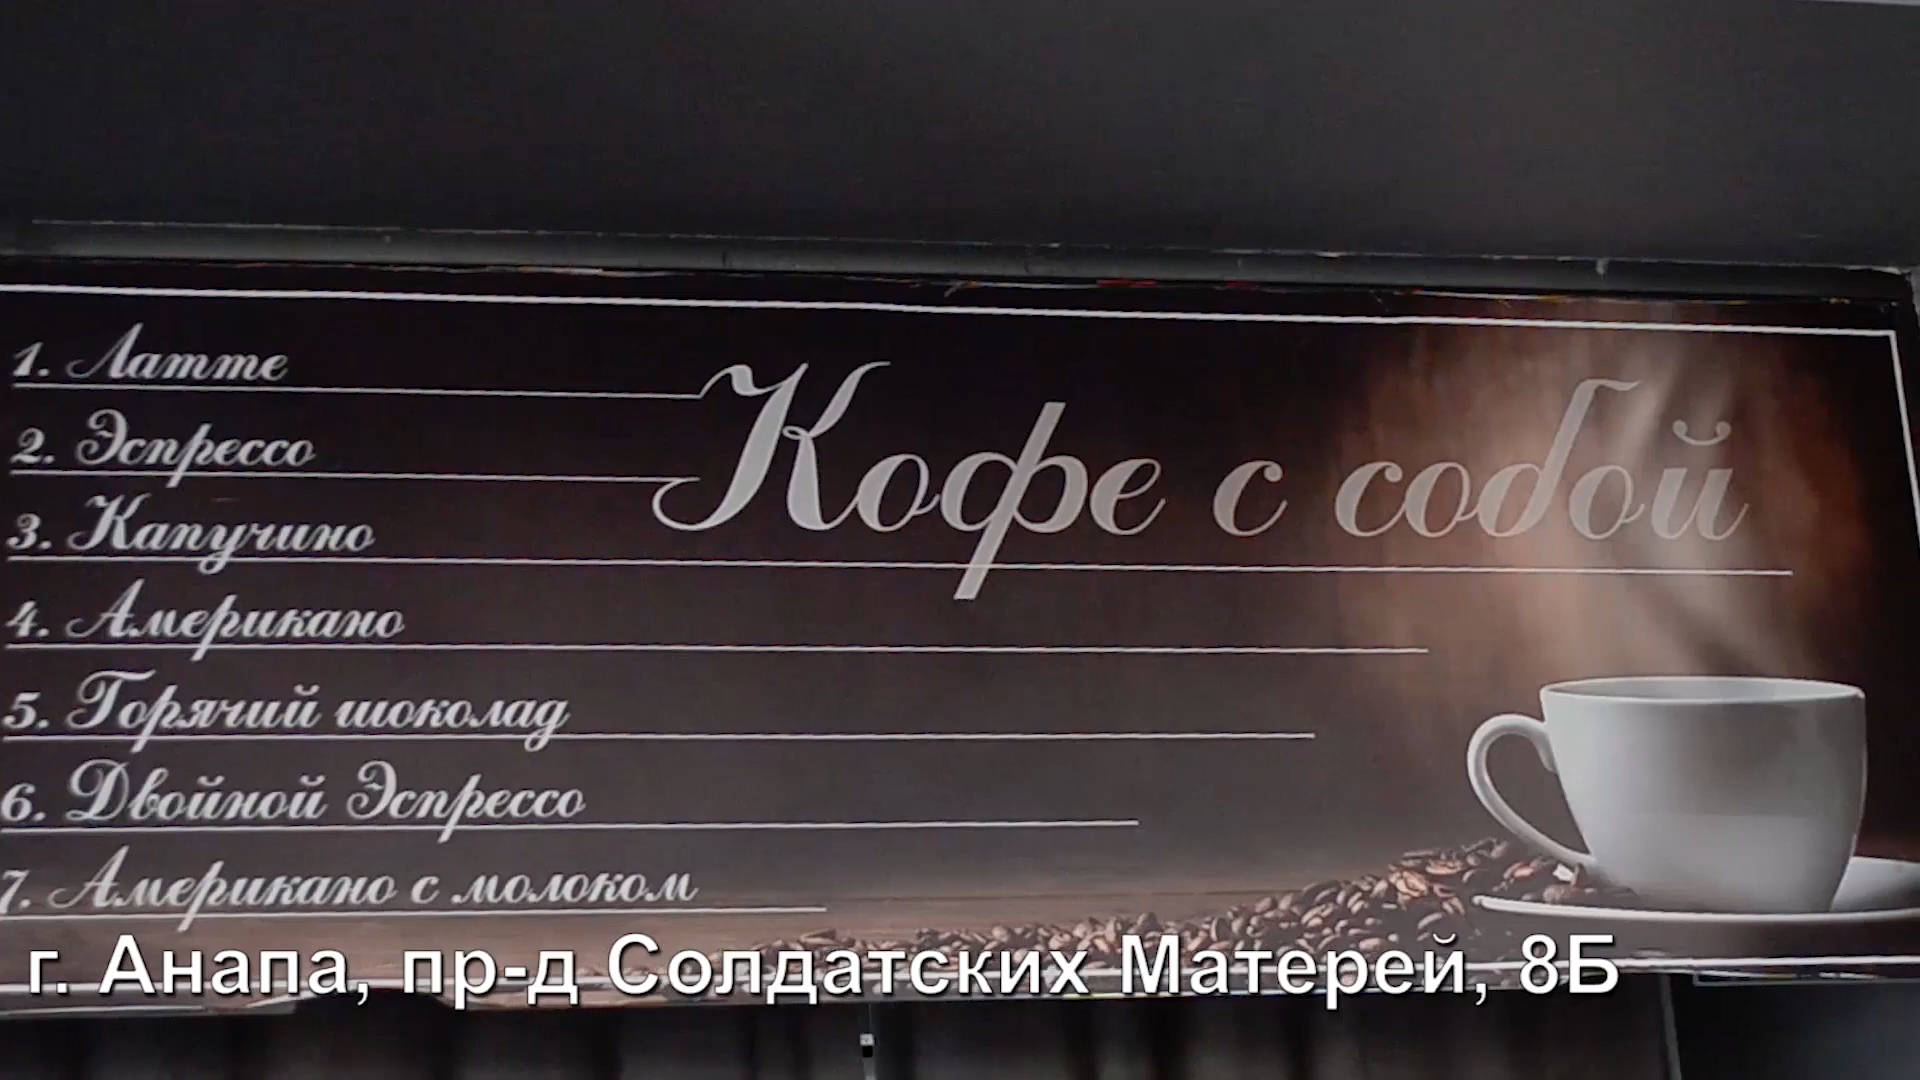 1. Латте
2. Эспрессо
3. Капучино
4. Американо
5. Горячий шоколад
6. Двойной Эспрессо
7. Американо с молоком
Кофе с собой
г. Анапа, пр-д Солдатских Матерей, 8Б